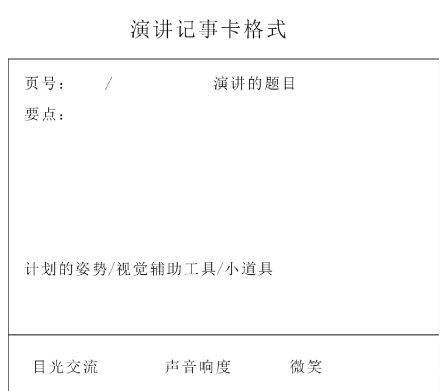 演讲记事卡格式
页号： / 演讲的题目
要点：
计划的姿势/视觉辅助工具/小道具
目光交流 声音响度 微笑